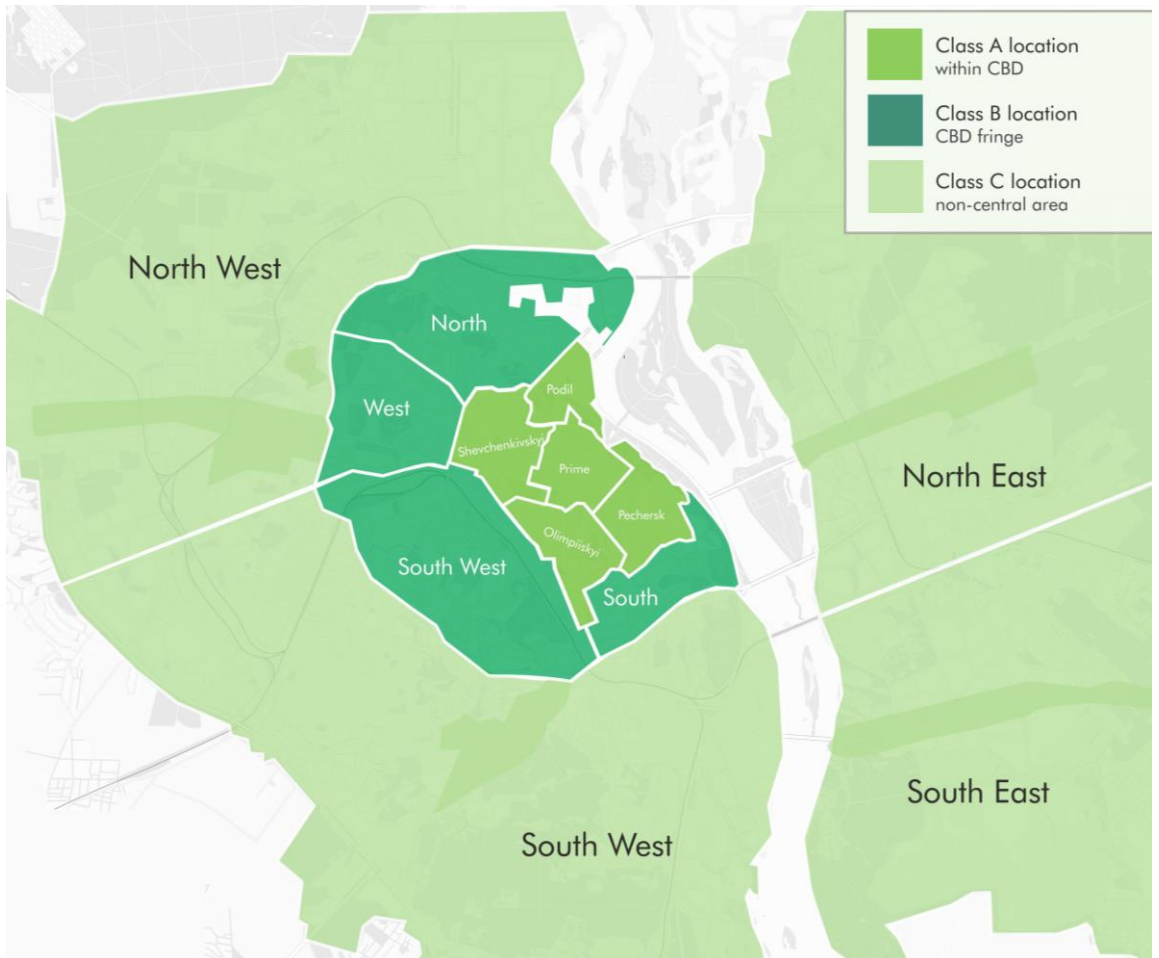 Class A location
within CBD
Class B location
CBD fringe
Class C location
non-central area
North West
North
Podil
West
Shevchenkivskyi
Prime
North East
Pechersk
Olimpiiskyi
South West
South
South East
South West